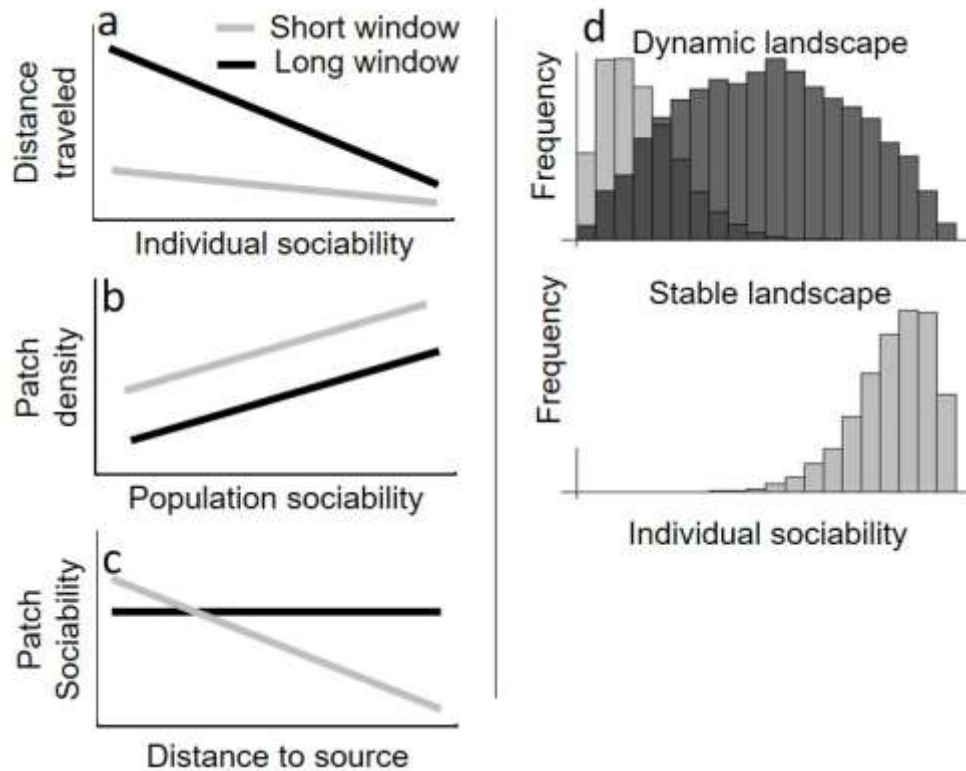 a
Short window
Long window
Distance
traveled
Individual sociability
b
Patch
density
Population sociability
c
Patch
Sociability
Distance to source
d
Dynamic landscape
Frequency
Stable landscape
Frequency
Individual sociability